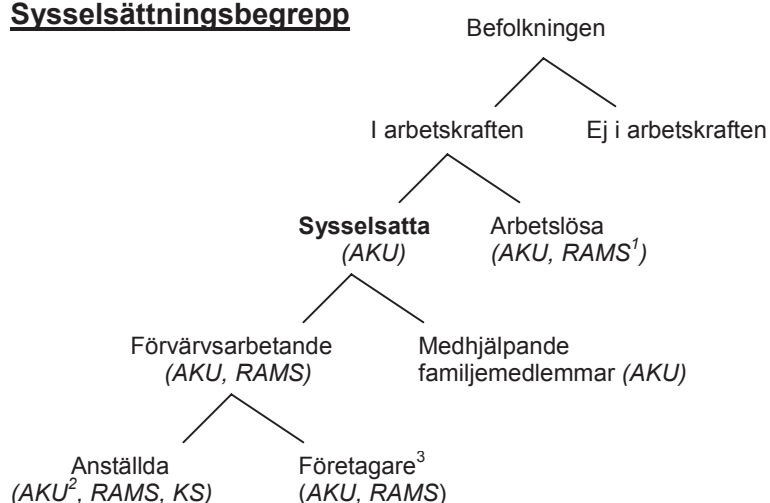 Sysselsättningsbegrepp
Befolkningen
I arbetskraften Ej i arbetskraften
Sysselsatta Arbetslösa
(AKU) (AKU, RAMS¹)
Förvärvsarbetande Medhjälpande
(AKU, RAMS) familjemedlemmar (AKU)
Anställda Företagare³
(AKU², RAMS, KS) (AKU, RAMS)